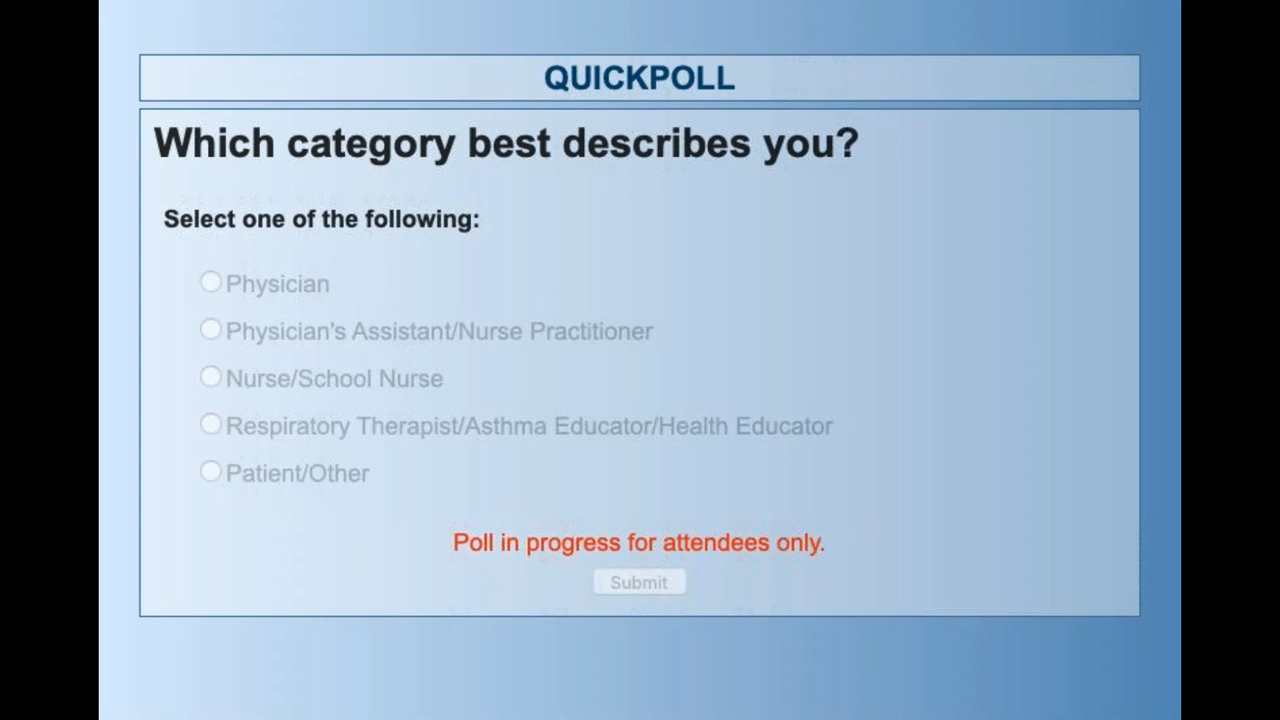 QUICKPOLL
Which category best describes you?
Select one of the following:
Physician
Physician's Assistant/Nurse Practitioner
Nurse/School Nurse
Respiratory Therapist/Asthma Educator/Health Educator
Patient/Other
Poll in progress for attendees only.
Submit